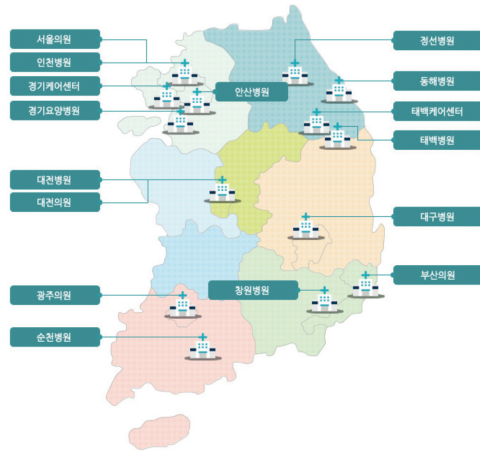 서울의원
인천병원
경기케어센터
경기요양병원
안산병원
대전병원
대전의원
광주의원
순천병원
창원병원
정선병원
동해병원
태백케어센터
태백병원
대구병원
부산의원